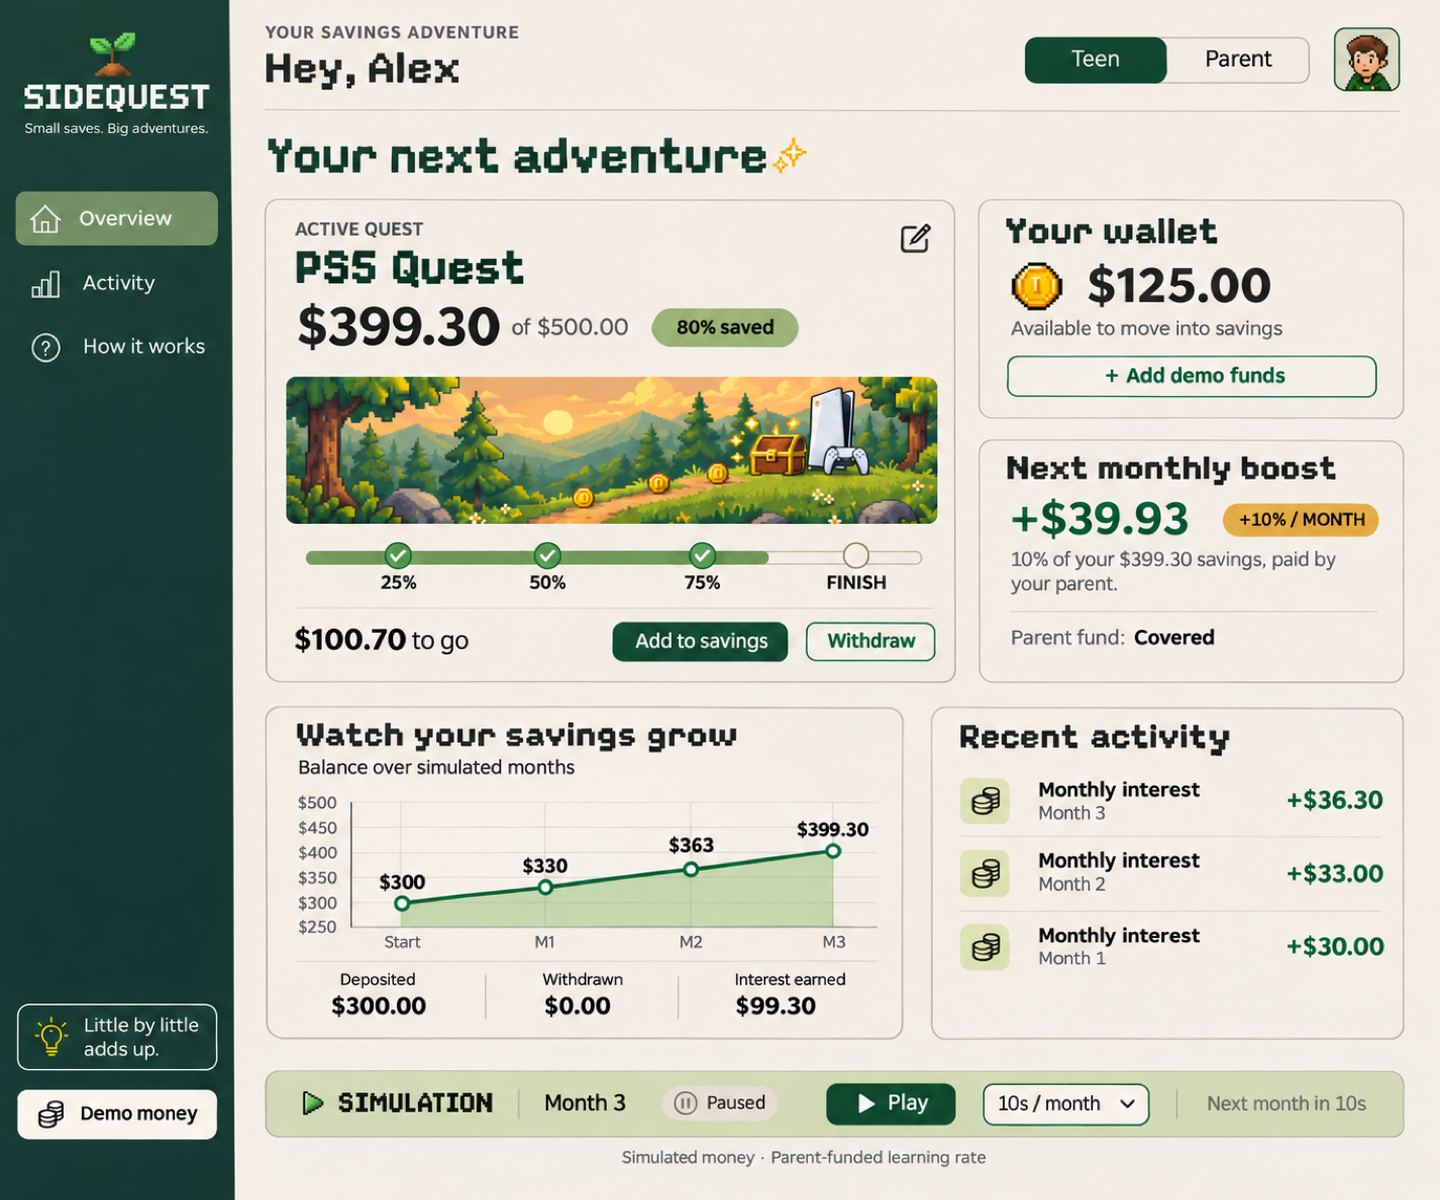 SIDEQUEST
Small saves. Big adventures.
Overview
Activity
? How it works
Little by little
adds up.
Demo money
YOUR SAVINGS ADVENTURE
Hey, Alex
Teen
Parent
Your next adventure
ACTIVE QUEST
PS5 Quest
$399.30 of $500.00
80% saved
25%
50%
75%
FINISH
$100.70 to go
Add to savings
Withdraw
Your wallet
$125.00
Available to move into savings
+ Add demo funds
Next monthly boost
+$39.93
+10% / MONTH
10% of your $399.30 savings, paid by
your parent.
Parent fund: Covered
Watch your savings grow
Balance over simulated months
$500
$450
$400
$350
$300
$250
$300
$330
$363
$399.30
Start
M1
M2
M3
Deposited
$300.00
Withdrawn
$0.00
Interest earned
$99.30
Recent activity
Monthly interest
Month 3
+$36.30
Monthly interest
Month 2
+$33.00
Monthly interest
Month 1
+$30.00
SIMULATION
Month 3
Paused
Play
10s / month
Next month in 10s
Simulated money · Parent-funded learning rate